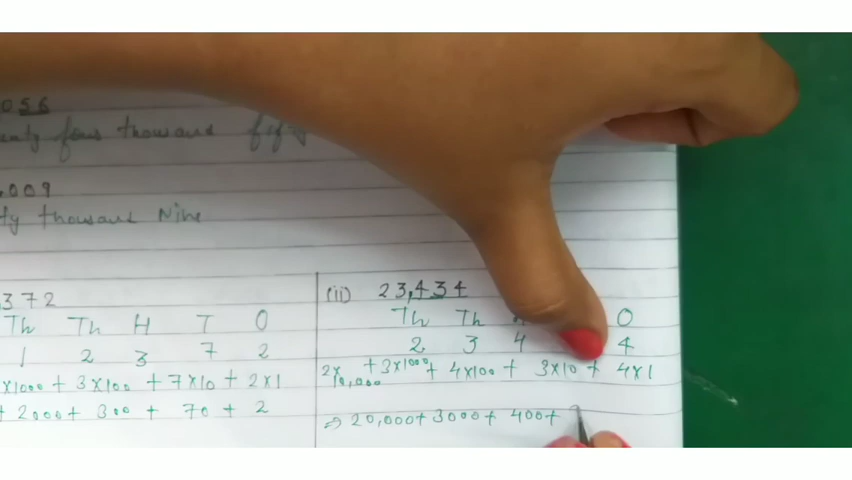 056
thousand
009
ty thousand Nine
372
Th Th H T O
1 2 3 7 2
x1000 + 3x100 + 7x10 + 2x1
+ 2000 + 300 + 70 + 2
(ii) 23,434
Th Th O
2 3 4 4
2x10,000 + 3x1000 + 4x100 + 3x10 + 4x1
⇒ 20,000 + 3000 + 400 +